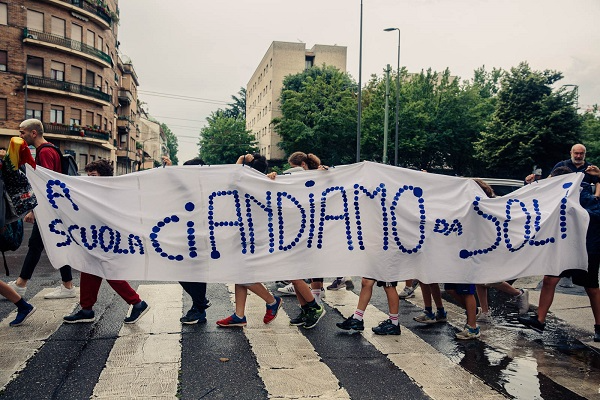 A
SCUOLA CI ANDIAMO DA SOLI